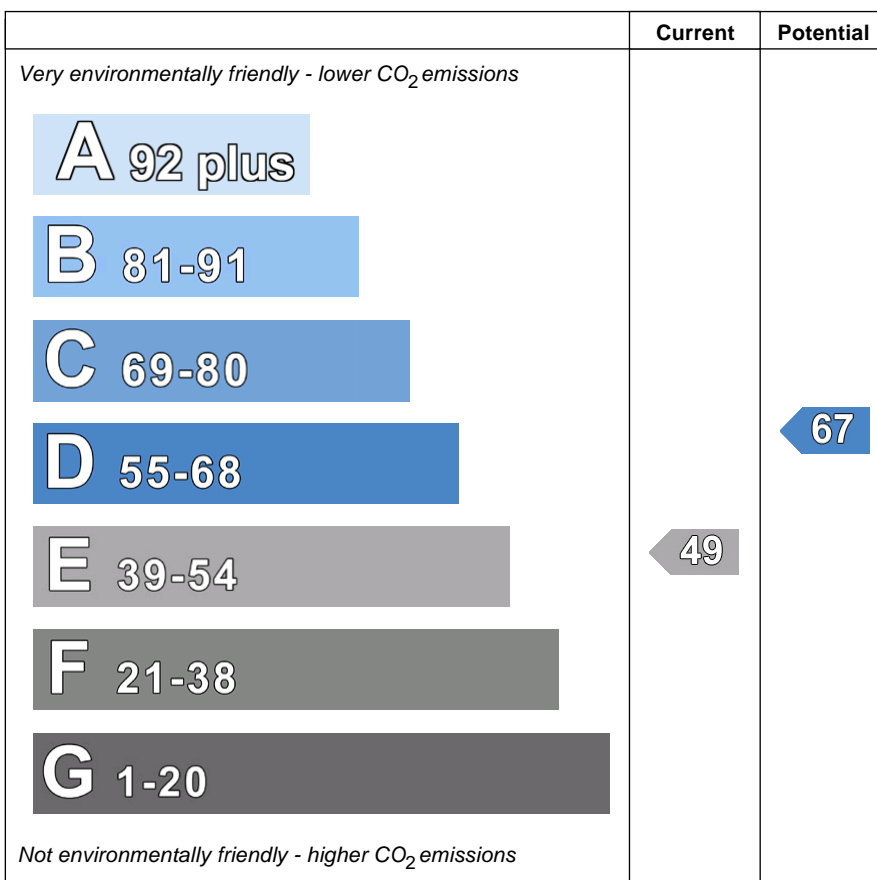 Current Potential
Very environmentally friendly - lower CO2 emissions
A 92 plus
B 81-91
C 69-80
D 55-68
67
E 39-54
49
F 21-38
G 1-20
Not environmentally friendly - higher CO2 emissions